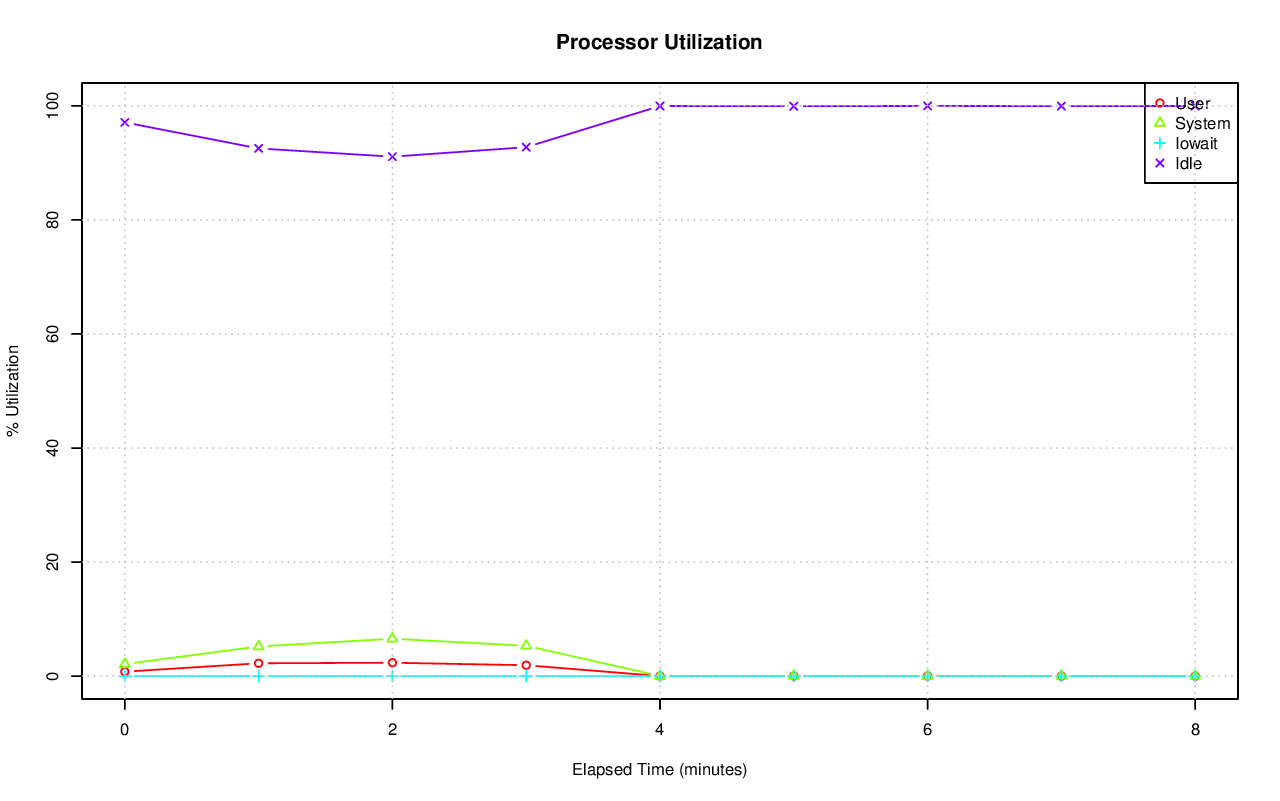 Processor Utilization
% Utilization
100
80
60
40
20
0
0 2 4 6 8
Elapsed Time (minutes)
User
System
Iowait
Idle